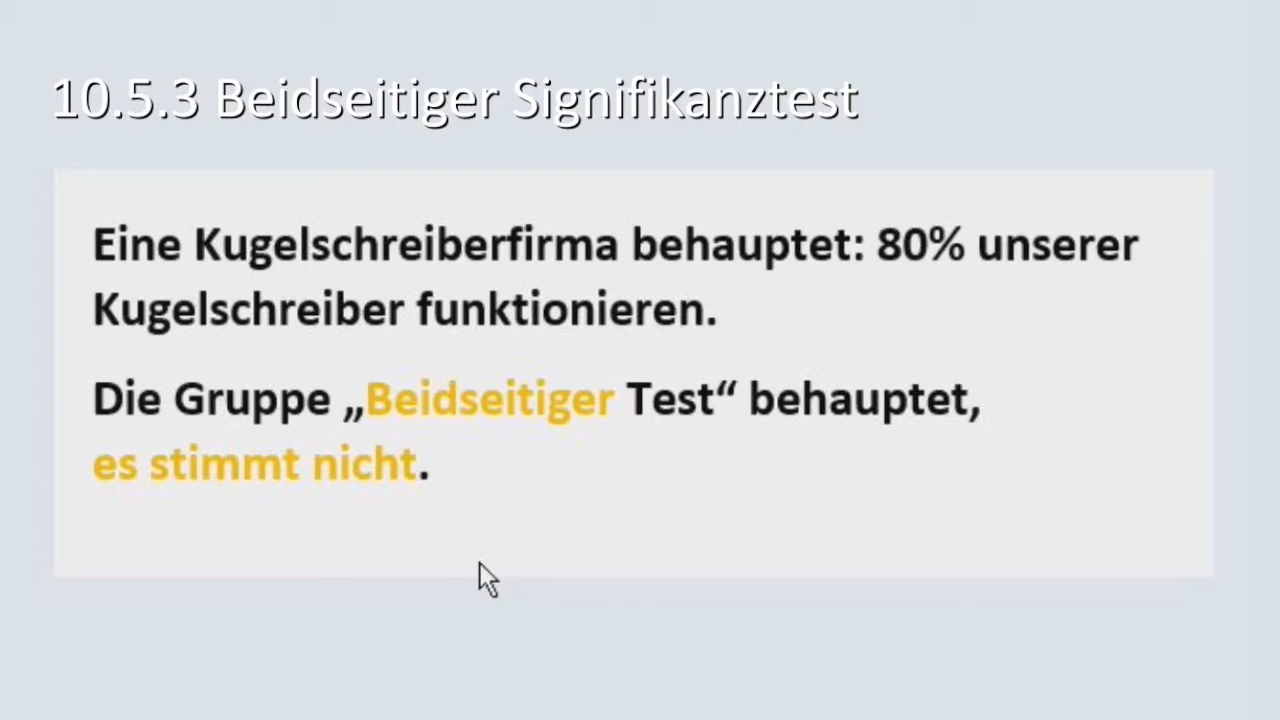 10.5.3 Beidseitiger Signifikanztest
Eine Kugelschreiberfirma behauptet: 80% unserer
Kugelschreiber funktionieren.
Die Gruppe „Beidseitiger Test“ behauptet,
es stimmt nicht.